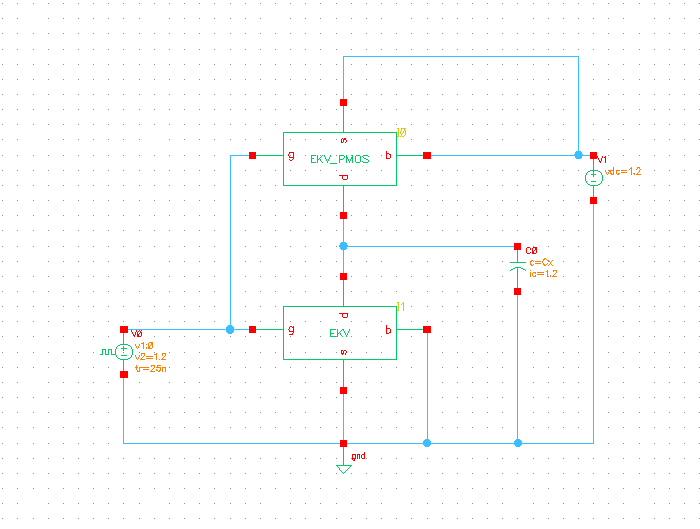 s
I0
g
EKV_PMOS
b
d
V1
vdc=1.2
C0
c=Cx
ic=1.2
I1
d
g
EKV
b
s
V0
v1:0
v2=1.2
tr=25n
gnd